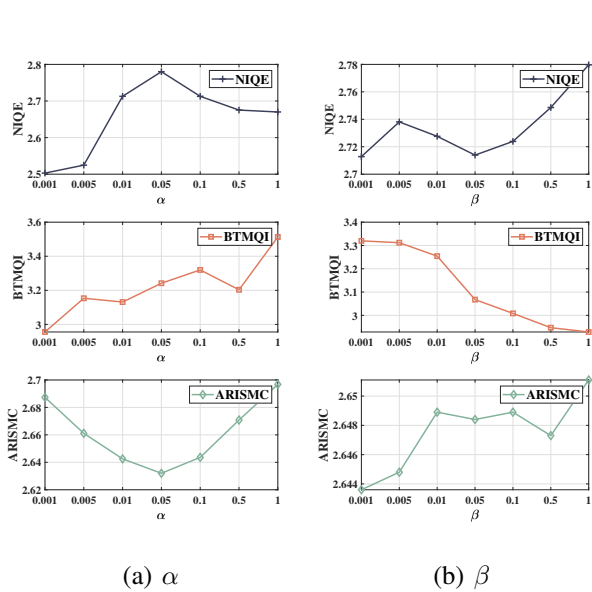 2.8
2.7
2.6
2.5
NIQE
NIQE
0.001 0.005 0.01 0.05 0.1 0.5 1
α
2.78
2.76
2.74
2.72
2.7
NIQE
NIQE
0.001 0.005 0.01 0.05 0.1 0.5 1
β
3.6
3.4
3.2
3
BTMQI
BTMQI
0.001 0.005 0.01 0.05 0.1 0.5 1
α
3.4
3.3
3.2
3.1
3
BTMQI
BTMQI
0.001 0.005 0.01 0.05 0.1 0.5 1
β
2.7
2.68
2.66
2.64
2.62
ARISMC
ARISMC
0.001 0.005 0.01 0.05 0.1 0.5 1
α
2.65
2.648
2.646
2.644
ARISMC
ARISMC
0.001 0.005 0.01 0.05 0.1 0.5 1
β
(a) α
(b) β